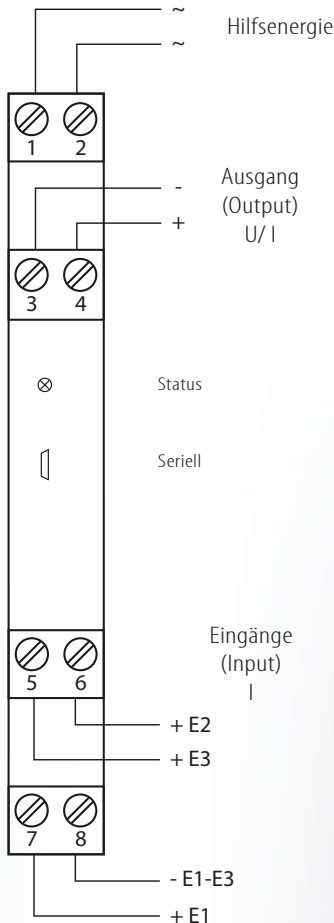 ~
Hilfsenergie
~
1 2
-
Ausgang
(Output)
U/ I
+
3 4
Status
Seriell
Eingänge
(Input)
I
5 6
+ E2
+ E3
7 8
- E1-E3
+ E1